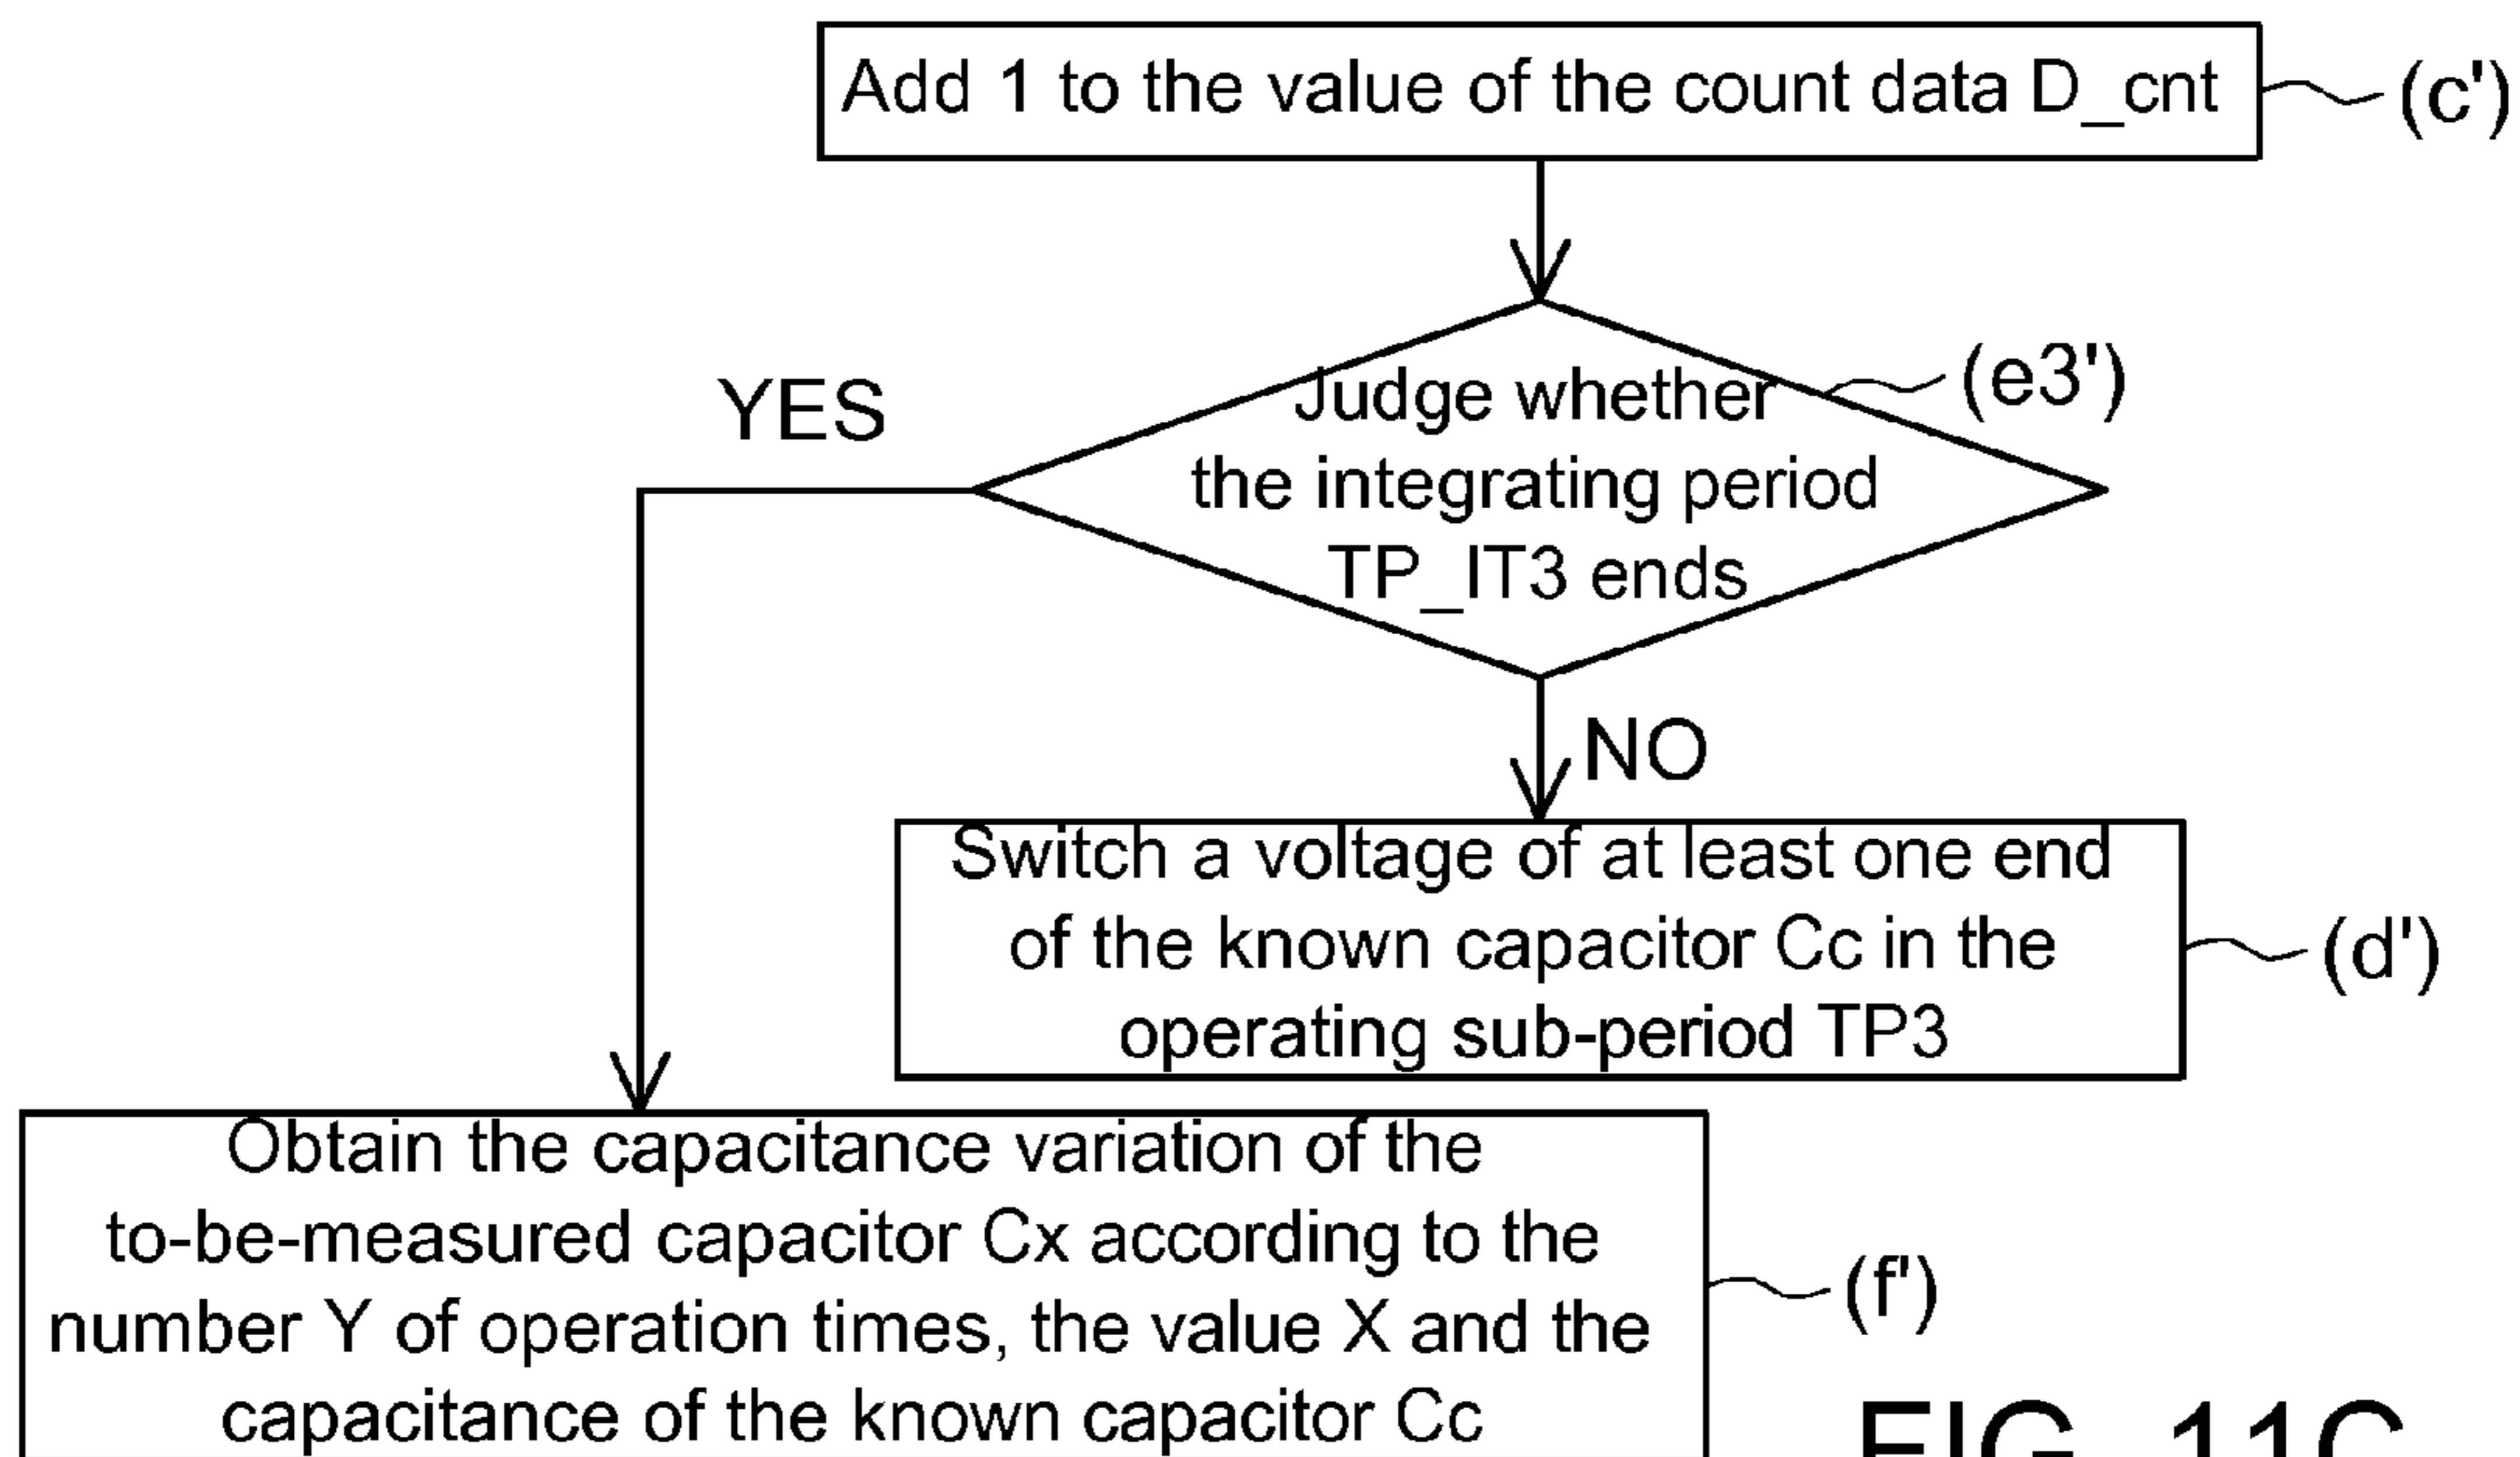 Add 1 to the value of the count data D_cnt
(c')
Judge whether
the integrating period
TP_IT3 ends
(e3')
YES
NO
Switch a voltage of at least one end
of the known capacitor Cc in the
operating sub-period TP3
(d')
Obtain the capacitance variation of the
to-be-measured capacitor Cx according to the
number Y of operation times, the value X and the
capacitance of the known capacitor Cc
(f')
FIG. 11C